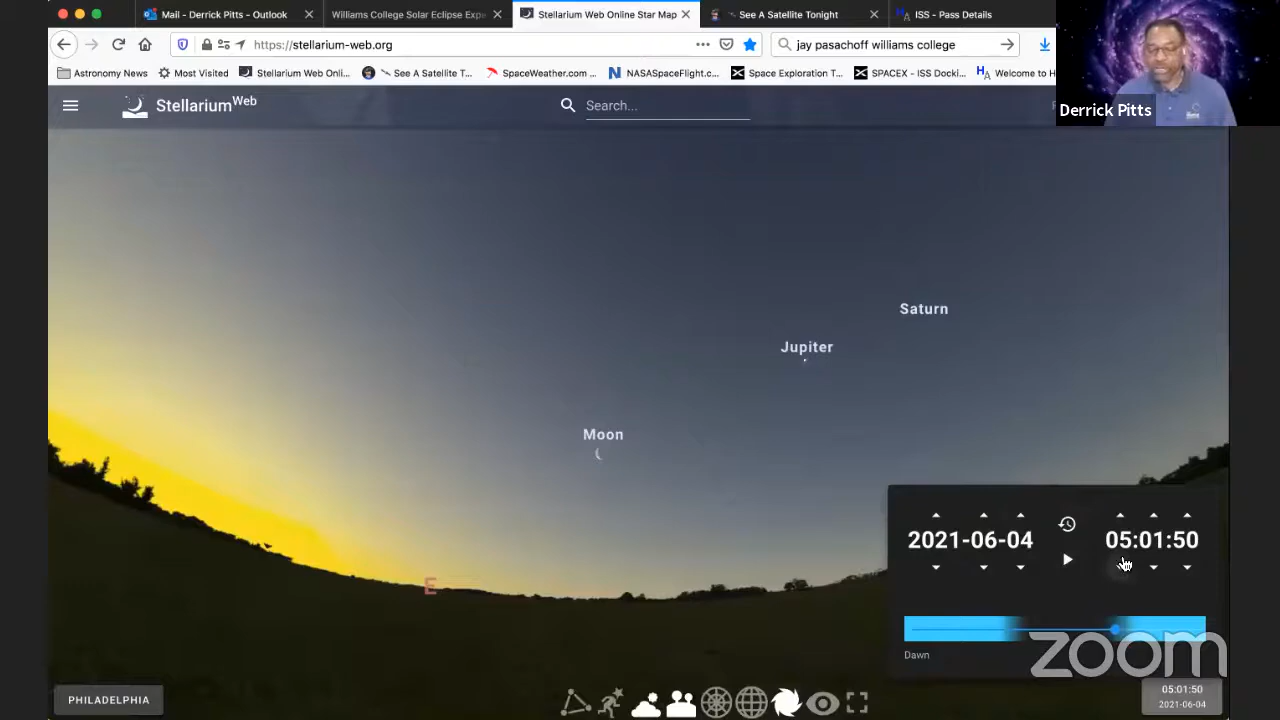 Mail - Derrick Pitts - Outlook
Williams College Solar Eclipse Expe
Stellarium Web Online Star Map
See A Satellite Tonight
ISS - Pass Details
https://stellarium-web.org
jay pasachoff williams college
Astronomy News
Most Visited
Stellarium Web Onli...
See A Satellite T...
SpaceWeather.com ...
NASASpaceFlight.c...
Space Exploration T...
SPACEX - ISS Docki...
Welcome to H
Derrick Pitts
StellariumWeb
Search...
Saturn
Jupiter
Moon
E
2021-06-04
05:01:50
Dawn
zoom
PHILADELPHIA
05:01:50
2021-06-04